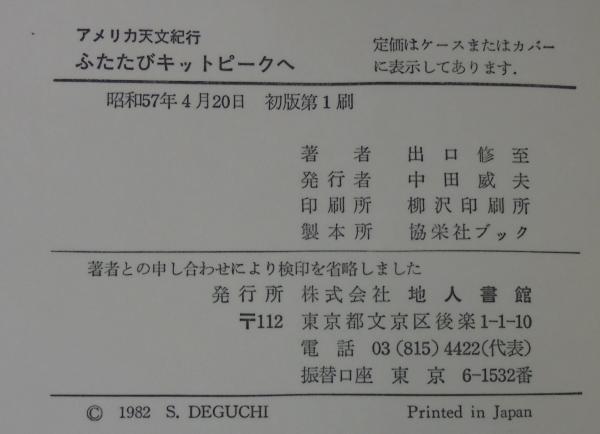 アメリカ天文紀行
ふたたびキットピークへ
定価はケースまたはカバー
に表示してあります.
昭和57年4月20日 初版第1刷
著者 出口修至
発行者 中田威夫
印刷所 柳沢印刷所
製本所 協栄社ブック
著者との申し合わせにより検印を省略しました
発行所 株式会社 地人書館
〒112 東京都文京区後楽1-1-10
電話 03(815)4422(代表)
振替口座 東京 6-1532番
© 1982 S. DEGUCHI Printed in Japan